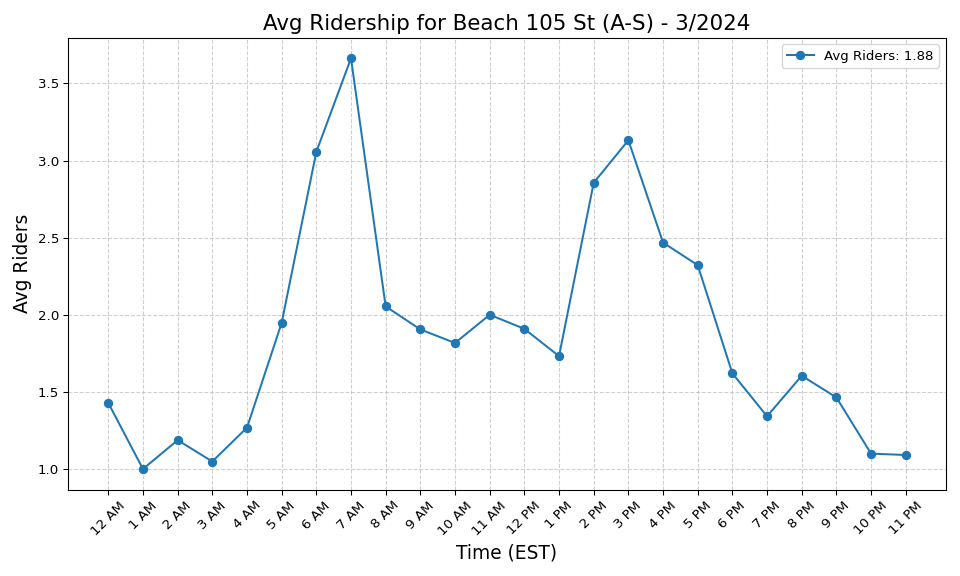 Avg Ridership for Beach 105 St (A-S) - 3/2024
Avg Riders: 1.88
Avg Riders
3.5
3.0
2.5
2.0
1.5
1.0
12 AM
1 AM
2 AM
3 AM
4 AM
5 AM
6 AM
7 AM
8 AM
9 AM
10 AM
11 AM
12 PM
1 PM
2 PM
3 PM
4 PM
5 PM
6 PM
7 PM
8 PM
9 PM
10 PM
11 PM
Time (EST)